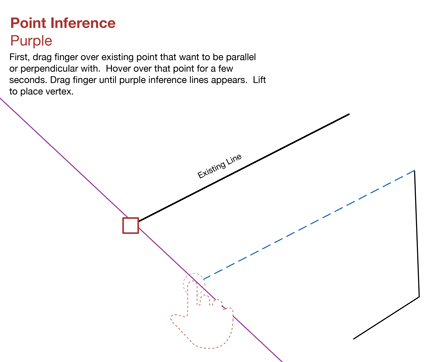 Point Inference
Purple
First, drag finger over existing point that want to be parallel
or perpendicular with.  Hover over that point for a few
seconds. Drag finger until purple inference lines appears.  Lift
to place vertex.
Existing Line